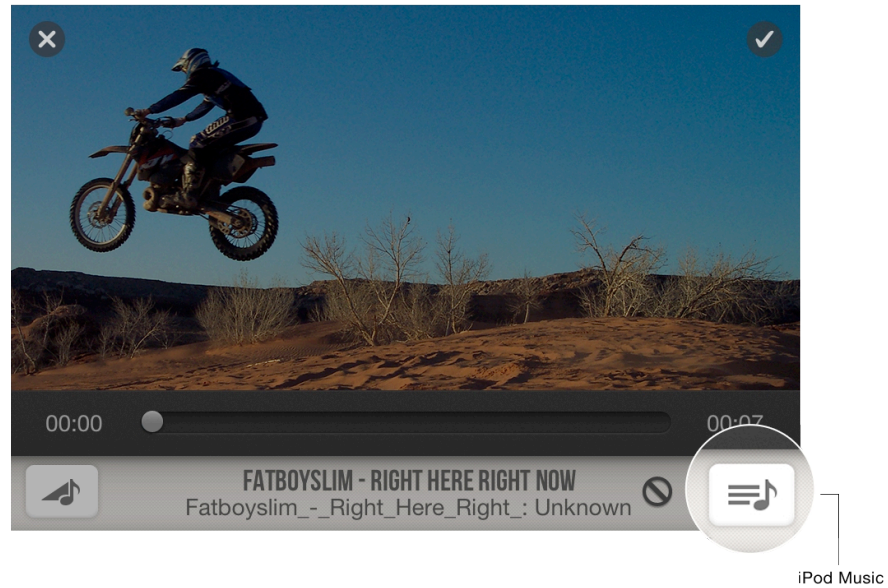 00:00
00:07
FATBOYSLIM - RIGHT HERE RIGHT NOW
Fatboyslim_-_Right_Here_Right_: Unknown
iPod Music